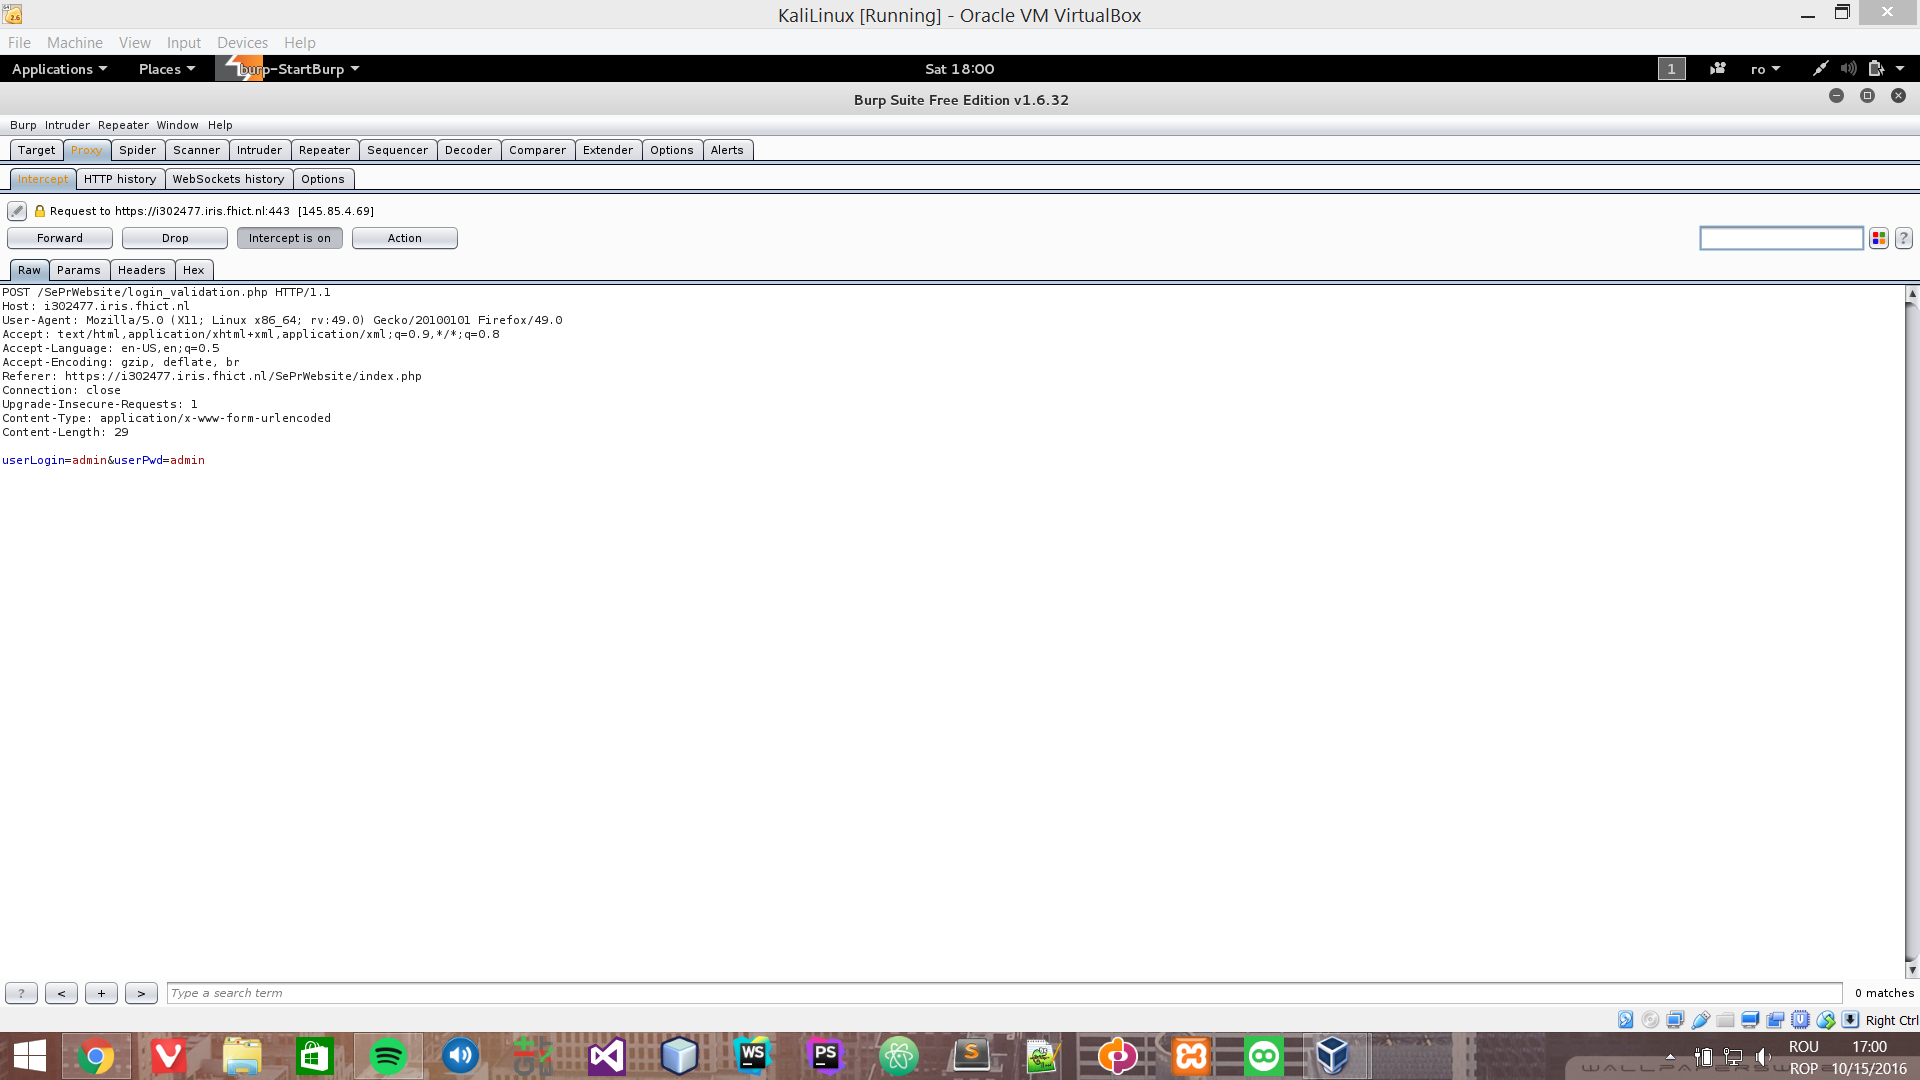 KaliLinux [Running] - Oracle VM VirtualBox
File Machine View Input Devices Help
Applications Places burp-StartBurp Sat 18:00 1 ro
Burp Suite Free Edition v1.6.32
Burp Intruder Repeater Window Help
Target Proxy Spider Scanner Intruder Repeater Sequencer Decoder Comparer Extender Options Alerts
Intercept HTTP history WebSockets history Options
Request to https://i302477.iris.fhict.nl:443 [145.85.4.69]
Forward Drop Intercept is on Action ?
Raw Params Headers Hex
POST /SePrWebsite/login_validation.php HTTP/1.1
Host: i302477.iris.fhict.nl
User-Agent: Mozilla/5.0 (X11; Linux x86_64; rv:49.0) Gecko/20100101 Firefox/49.0
Accept: text/html,application/xhtml+xml,application/xml;q=0.9,*/*;q=0.8
Accept-Language: en-US,en;q=0.5
Accept-Encoding: gzip, deflate, br
Referer: https://i302477.iris.fhict.nl/SePrWebsite/index.php
Connection: close
Upgrade-Insecure-Requests: 1
Content-Type: application/x-www-form-urlencoded
Content-Length: 29
userLogin=admin&userPwd=admin
? < + > Type a search term 0 matches
Right Ctrl
WS PS S ROU 17:00
ROP 10/15/2016